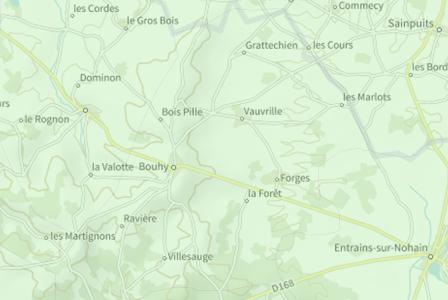 les Cordes
Commecy
le Gros Bois
Sainpuits
Grattechien
les Cours
les Bord
Dominon
les Marlots
urs
Bois Pille
Vauvrille
le Rognon
la Valotte
Bouhy
Forges
la Forêt
Ravière
les Martignons
Entrains-sur-Nohain
Villesauge
D168